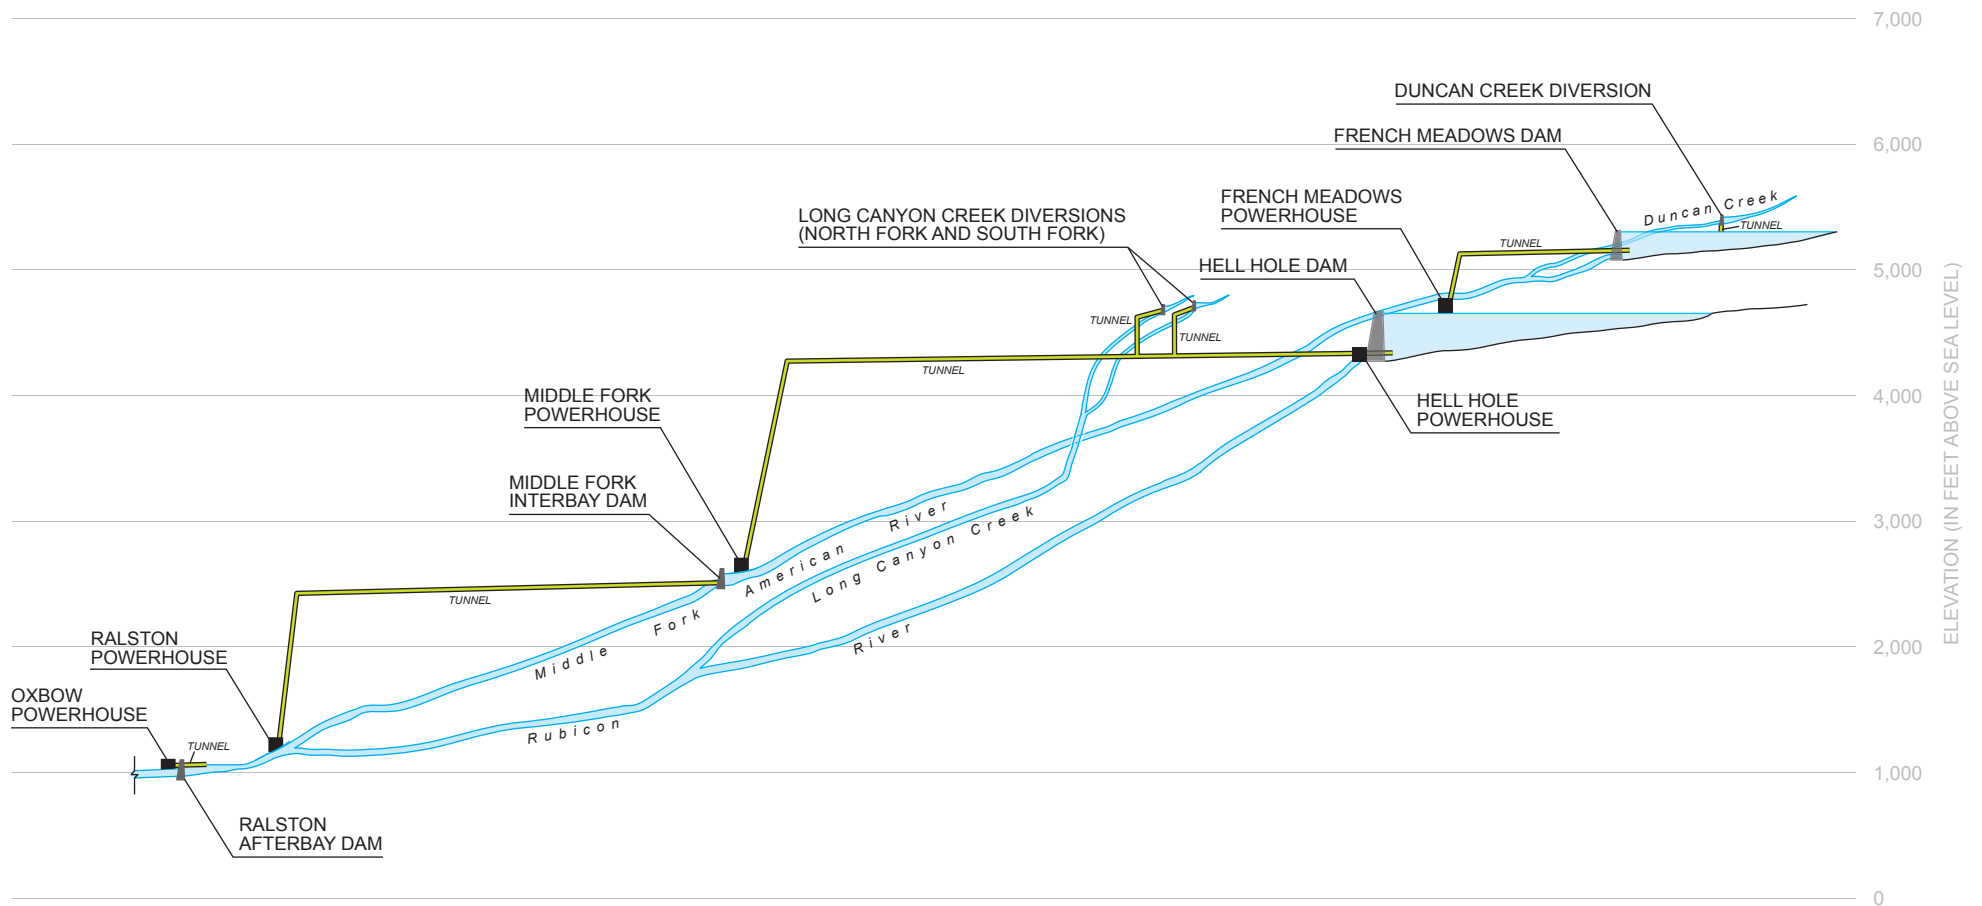 7,000
DUNCAN CREEK DIVERSION
FRENCH MEADOWS DAM
6,000
FRENCH MEADOWS
POWERHOUSE
Duncan Creek
LONG CANYON CREEK DIVERSIONS
(NORTH FORK AND SOUTH FORK)
TUNNEL
TUNNEL
HELL HOLE DAM
5,000
TUNNEL
TUNNEL
TUNNEL
MIDDLE FORK
POWERHOUSE
4,000
HELL HOLE
POWERHOUSE
ELEVATION (IN FEET ABOVE SEA LEVEL)
MIDDLE FORK
INTERBAY DAM
3,000
Middle Fork American River
Long Canyon Creek
TUNNEL
RALSTON
POWERHOUSE
2,000
Rubicon River
OXBOW
POWERHOUSE
TUNNEL
1,000
RALSTON
AFTERBAY DAM
0